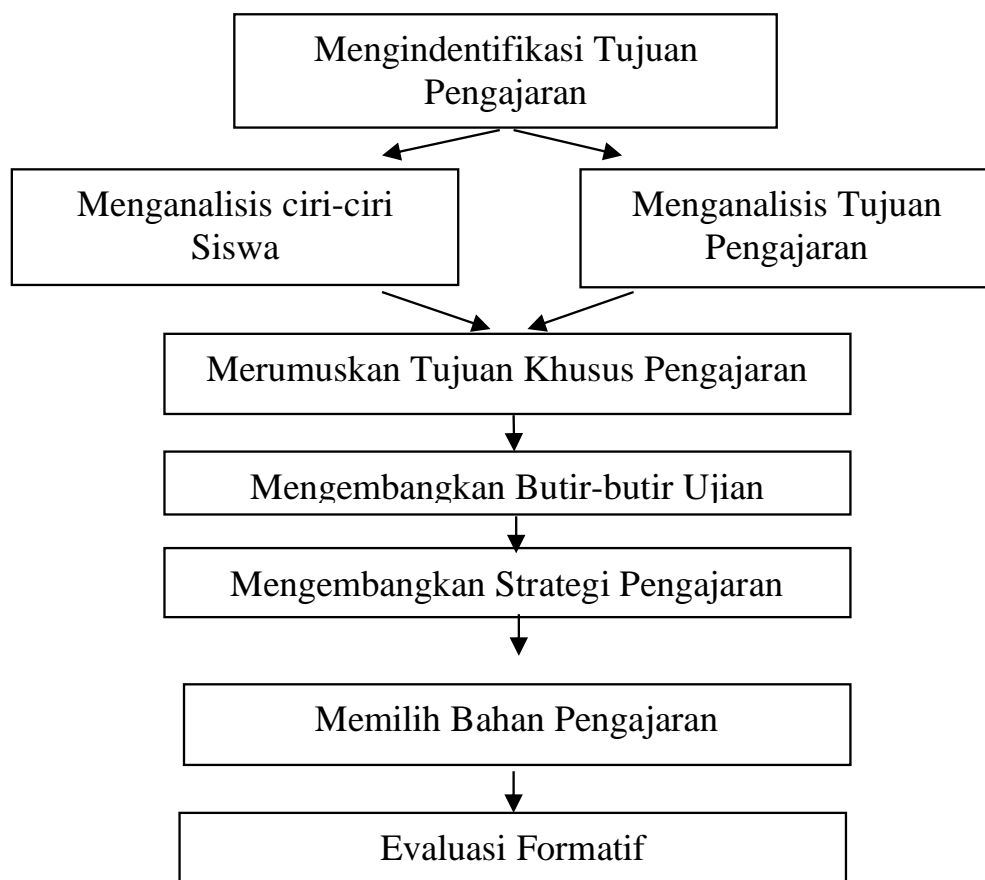 Mengindentifikasi Tujuan
Pengajaran
Menganalisis ciri-ciri
Siswa
Menganalisis Tujuan
Pengajaran
Merumuskan Tujuan Khusus Pengajaran
Mengembangkan Butir-butir Ujian
Mengembangkan Strategi Pengajaran
Memilih Bahan Pengajaran
Evaluasi Formatif